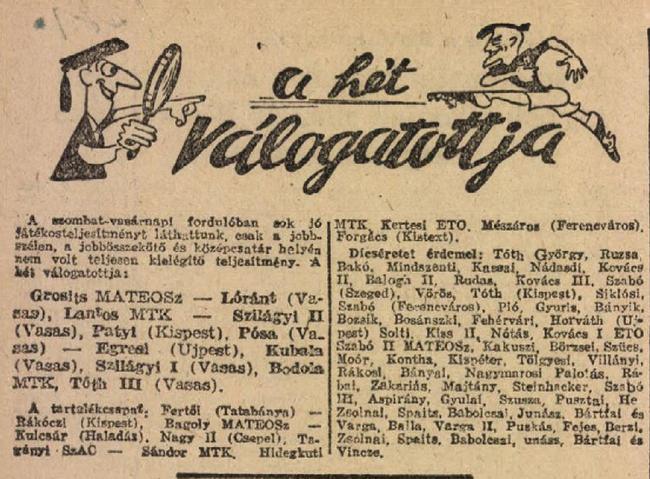 a hét
válogatottja
A szombat-vasárnapi fordulóban sok jó
játékosteljesítményt láthattunk, csak a jobb-
szélen, a jobbösszekötő és középcsatár helyén
nem volt teljesen kielégítő teljesítmény. A
hét válogatottja:
Grosits MATEOSz — Lóránt (Va-
sas), Lantos MTK — Szilágyi II
(Vasas), Patyi (Kispest), Pósa (Va-
sas) — Egresi (Ujpest), Kubala
(Vasas), Szilágyi I (Vasas), Bodola
MTK, Tóth III (Vasas).
A tartalékcsapat: Fertői (Tatabánya) —
Rákóczi (Kispest), Bagoly MATEOSz —
Kulcsár (Haladás), Nagy II (Csepel), Ta-
gányi SzAC — Sándor MTK, Hidegkuti
MTK, Kertesi ETO, Mészáros (Ferencváros),
Forgács (Kistext).
Dicséretet érdemel: Tóth György, Ruzsa,
Bakó, Mindszenti, Kasszi, Nádasdi, Kovács
II, Balogh II, Rudas, Kovács III, Szabó
(Szeged), Vörös, Tóth (Kispest), Siklósi,
Szabó (Ferencváros), Pló, Gyuris, Bányik,
Bozsik, Bosánszki, Fehérvári, Horváth (Uj-
pest) Solti, Kiss II, Nótás, Kovács I ETO
Szabó II MATEOSz, Kakuszi, Börzsei, Szücs,
Moór, Kontha, Kispéter, Tölgyesi, Villányi,
Rákosi, Bányai, Nagymarosi Palotás, Rá-
bai, Zakariás, Majtány, Steinhacker, Szabó
III, Aspirány, Gyulai, Szusza, Pusztai, He
Zsolnai, Spaits, Babolcsai, Junász, Bártfai és
Varga, Balla, Varga II, Puskás, Fejes, Berzi,
Zsolnai, Spaits, Babolcsai, unász, Bártfai és
Vincze.